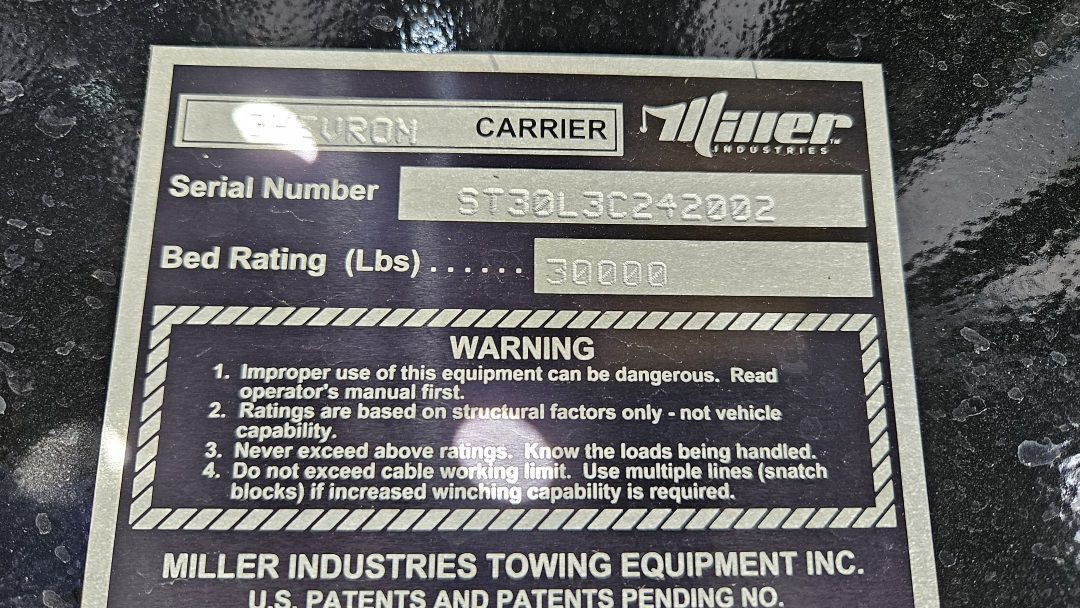 CHEVRON CARRIER
Miller
INDUSTRIES™
Serial Number ST30L3C242002
Bed Rating (Lbs) ...... 30000
WARNING
1. Improper use of this equipment can be dangerous. Read
operator's manual first.
2. Ratings are based on structural factors only - not vehicle
capability.
3. Never exceed above ratings. Know the loads being handled.
4. Do not exceed cable working limit. Use multiple lines (snatch
blocks) if increased winching capability is required.
MILLER INDUSTRIES TOWING EQUIPMENT INC.
U.S. PATENTS AND PATENTS PENDING NO.